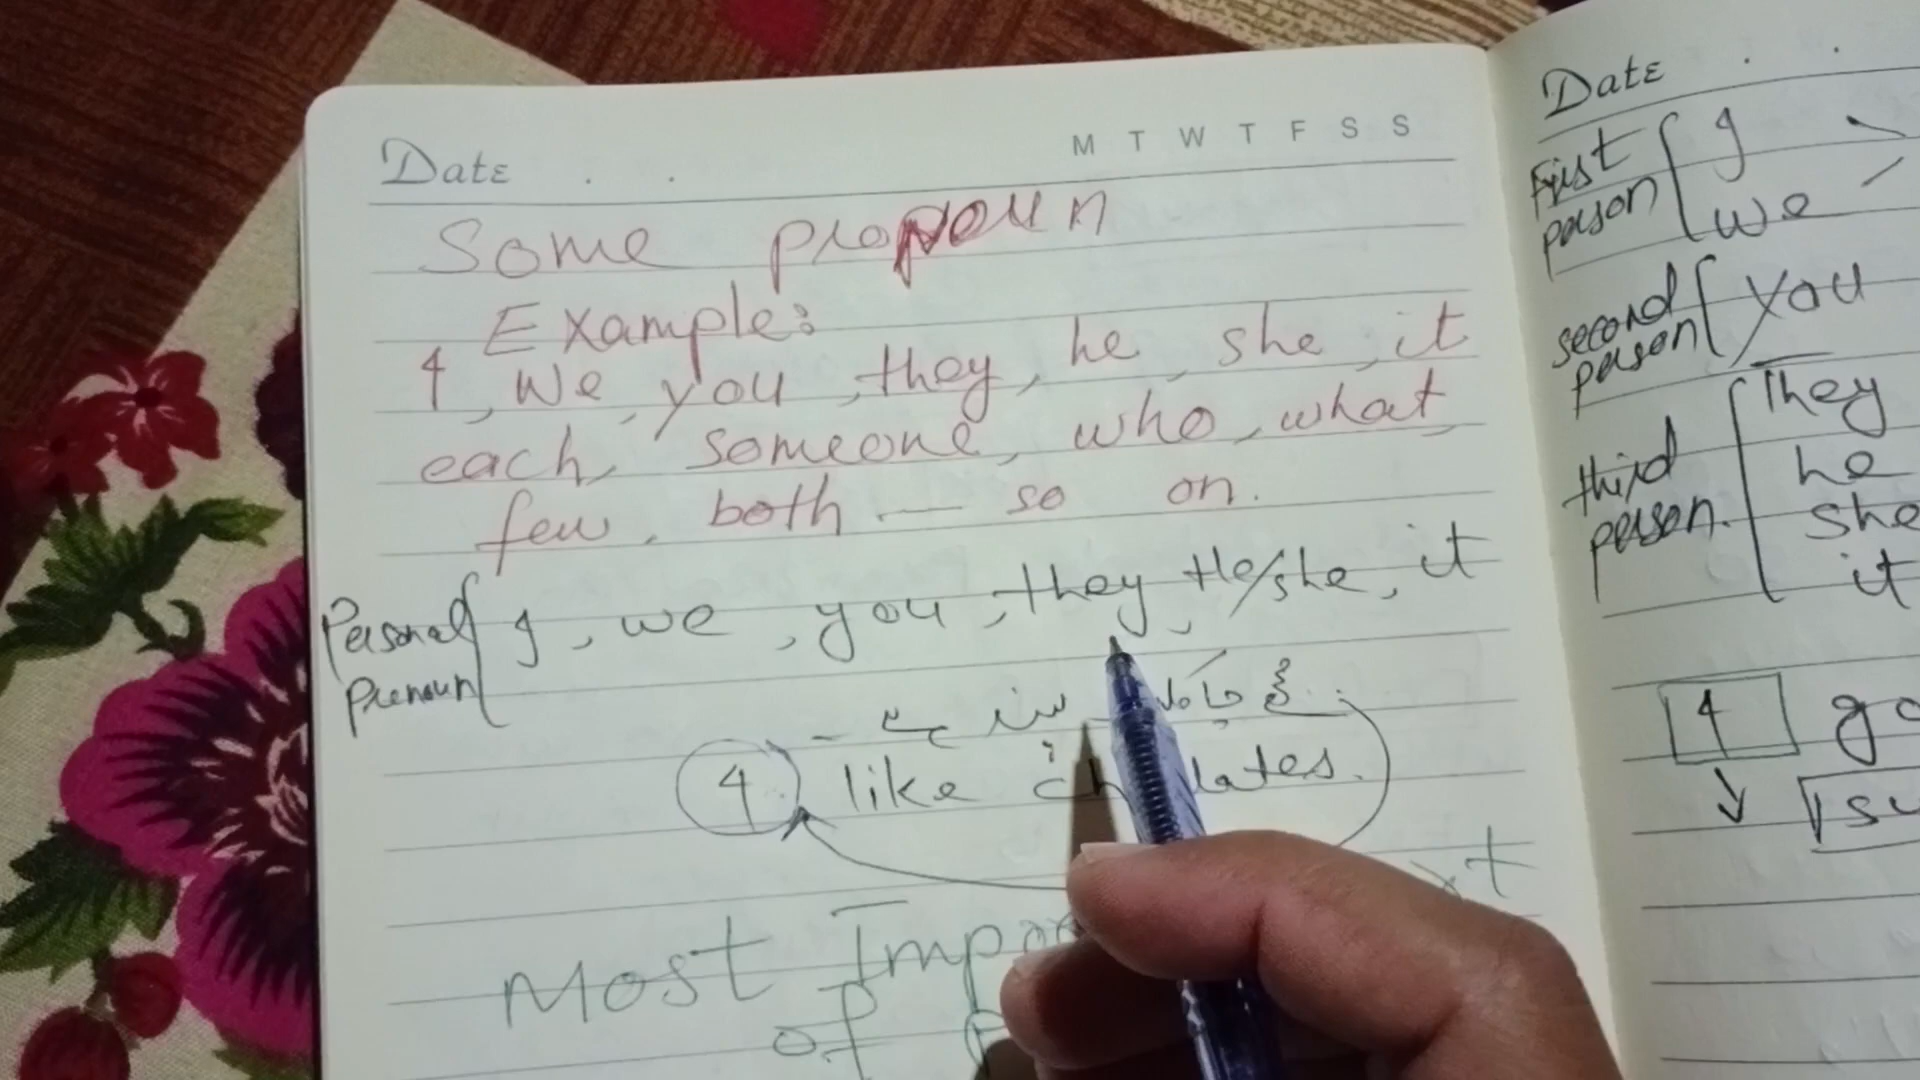 Date . .
M T W T F S S
Some pronoun
Example:
I, We, you, they, he, she, it
each, someone, who, what,
few, both — so on.
Personal
Pronoun
I, we, you, they, He/she, it
I like lates.
Most
of
Date . .
First
person
I
we
second
person
you
third
person.
They
he
she
it
I